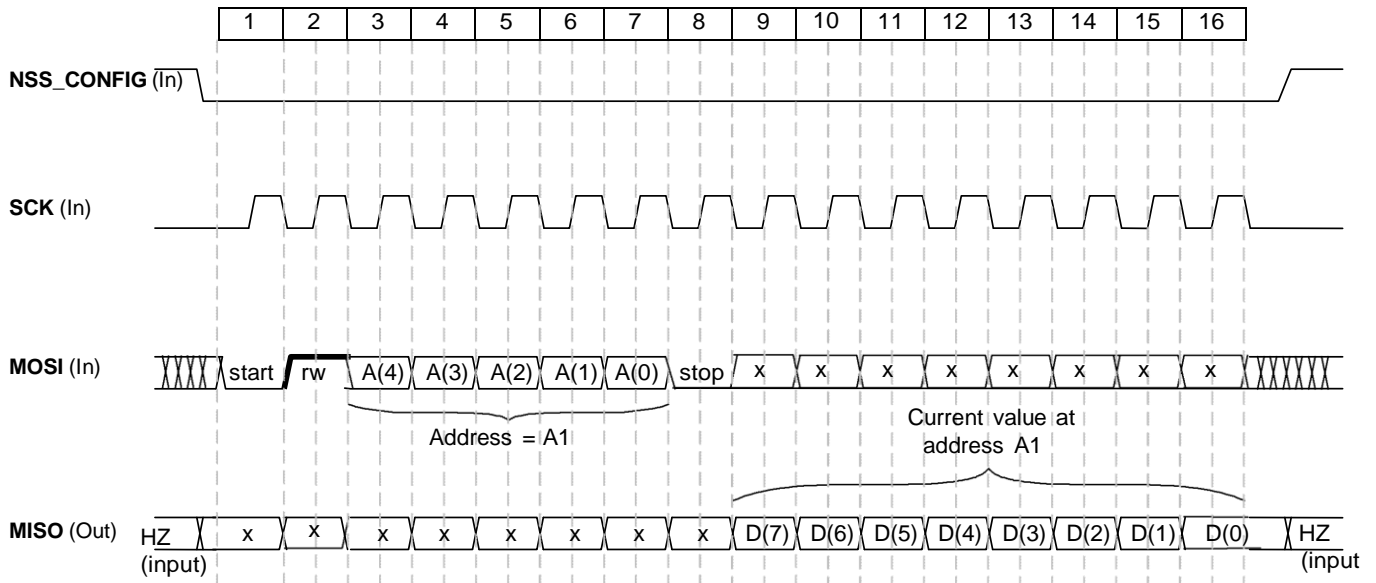 1 2 3 4 5 6 7 8 9 10 11 12 13 14 15 16
NSS_CONFIG (In)
SCK (In)
MOSI (In) start rw A(4) A(3) A(2) A(1) A(0) stop x x x x x x x x
Address = A1
Current value at
address A1
MISO (Out) HZ x x x x x x x x D(7) D(6) D(5) D(4) D(3) D(2) D(1) D(0) HZ
(input) (input